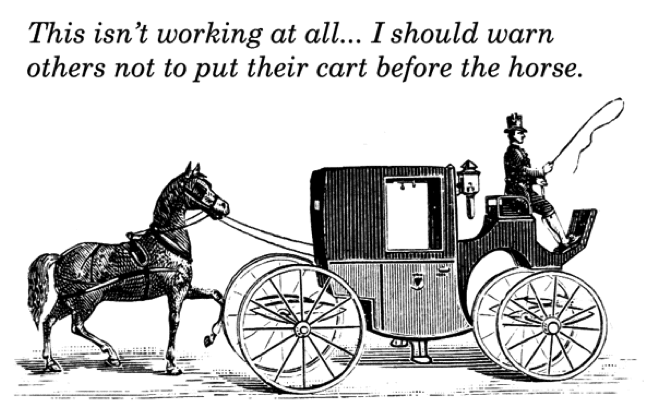 This isn’t working at all... I should warn
others not to put their cart before the horse.